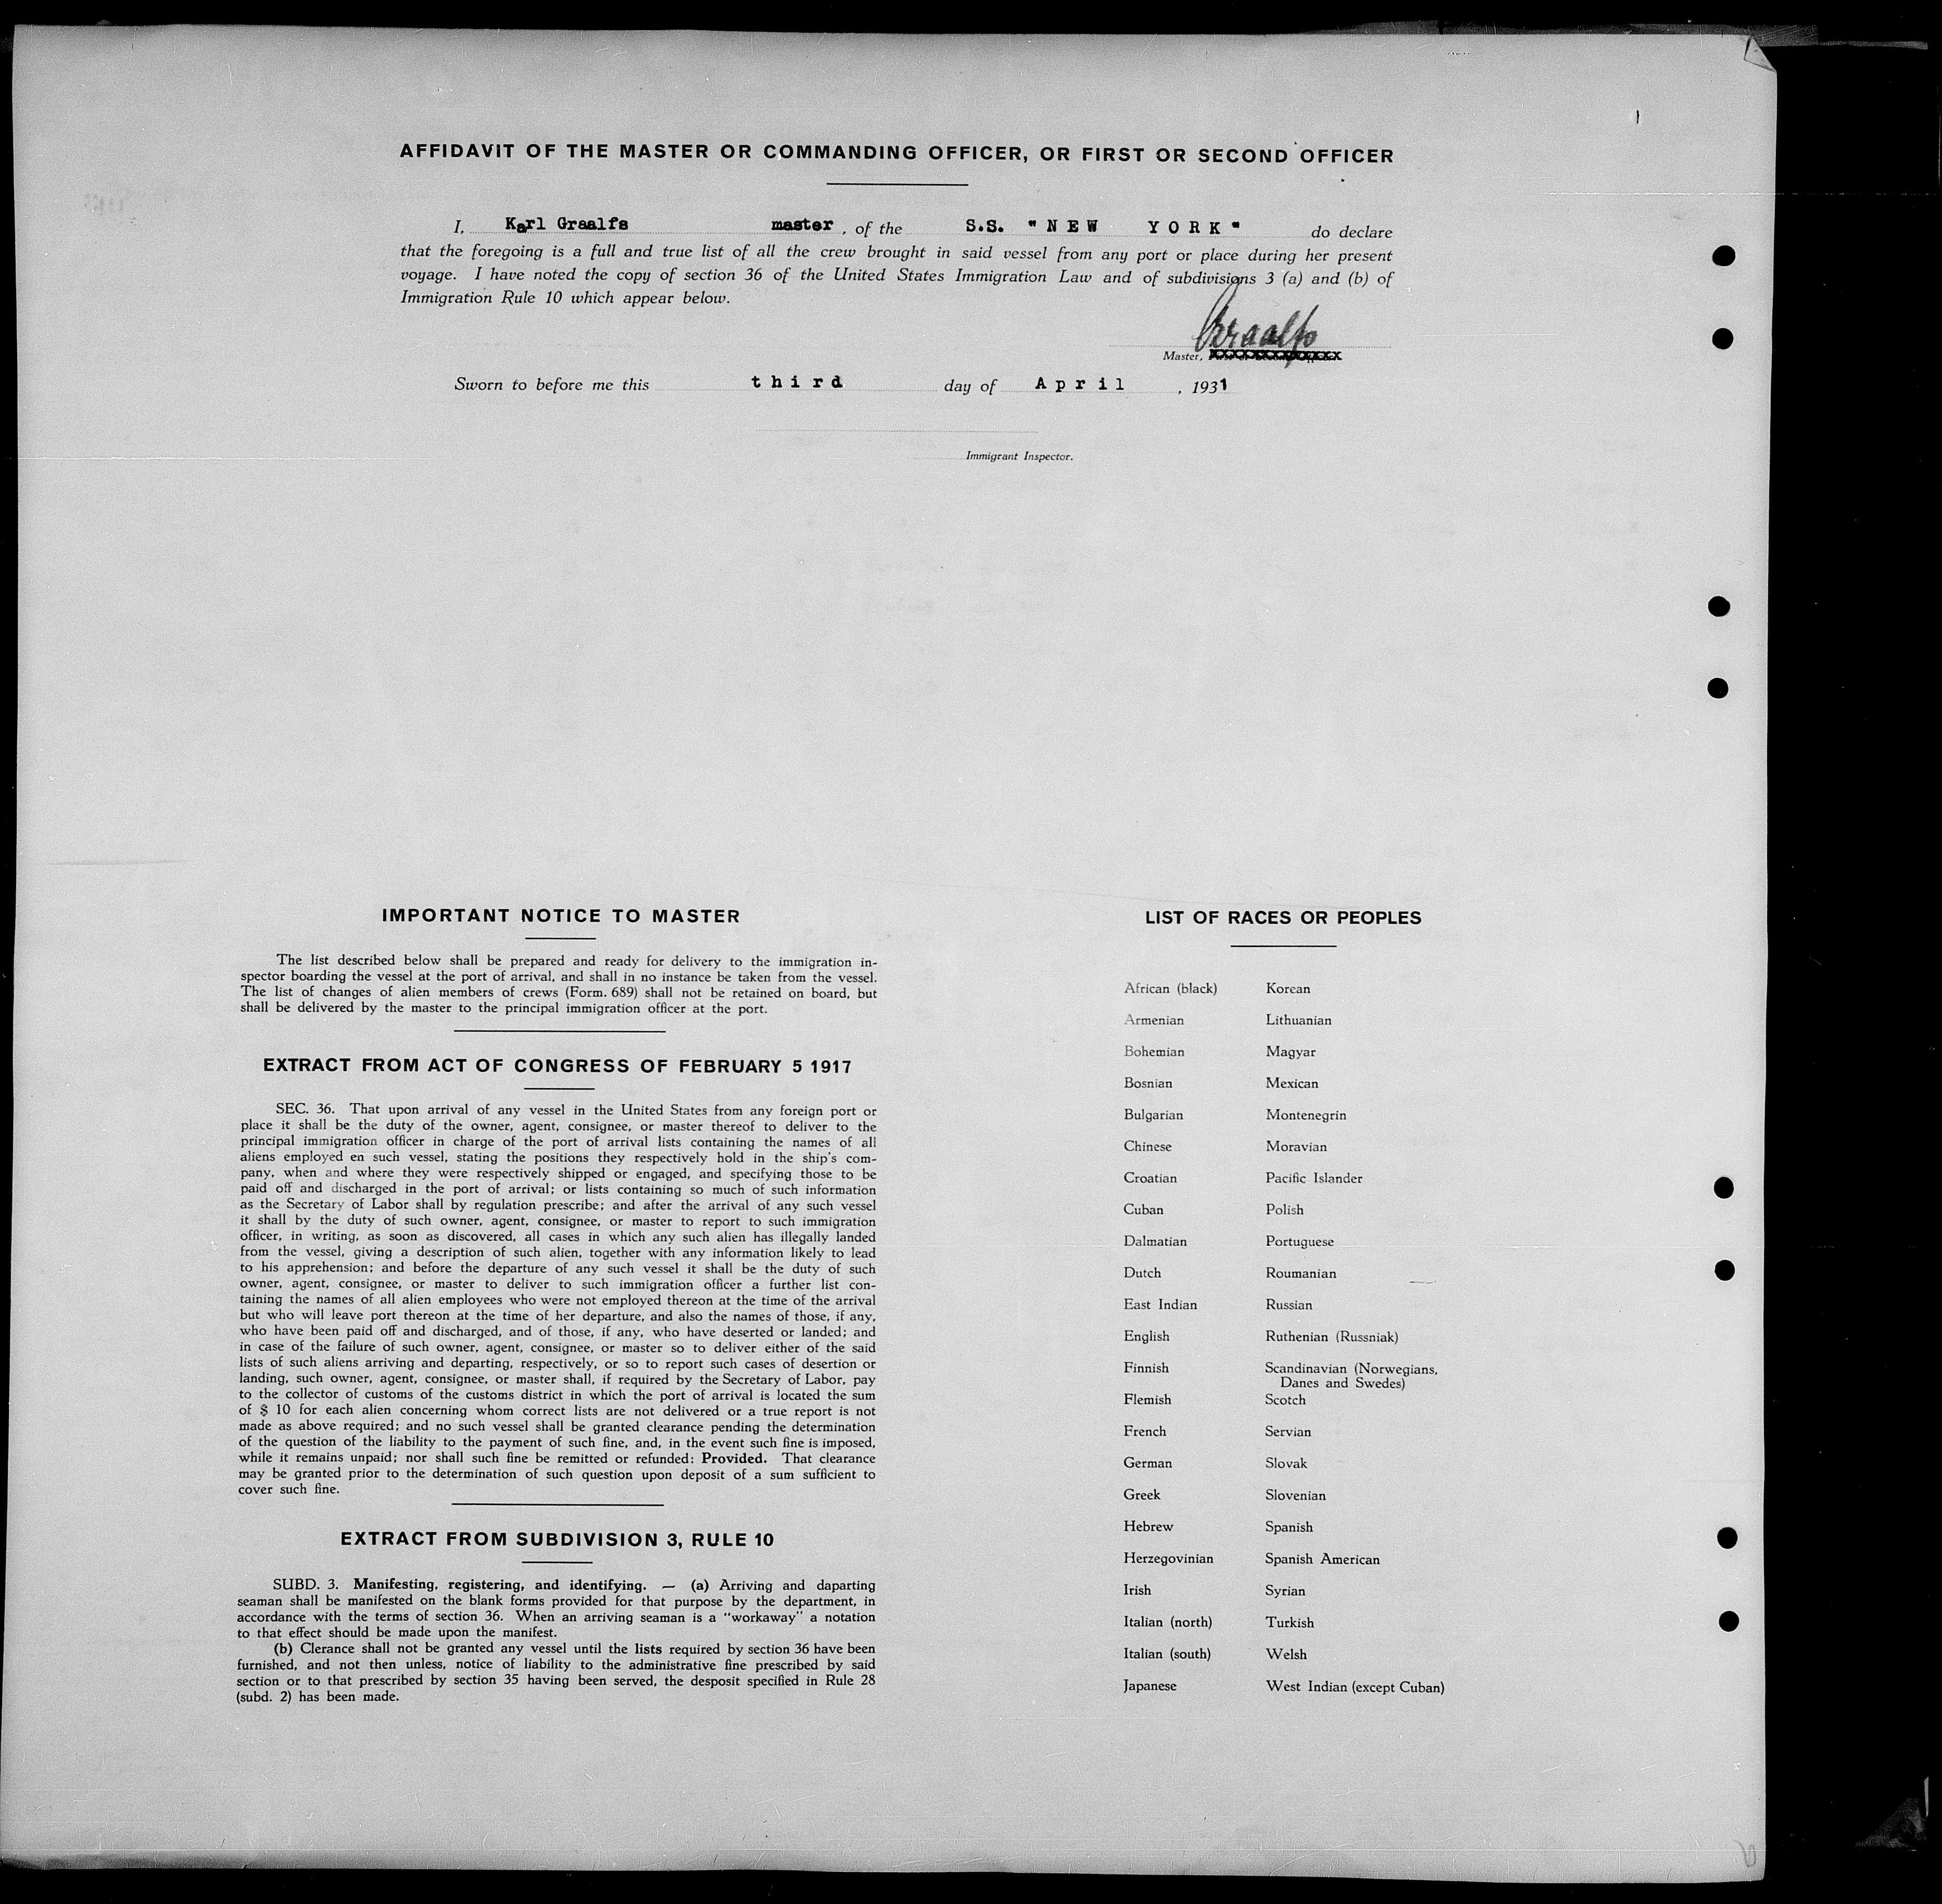 AFFIDAVIT OF THE MASTER OR COMMANDING OFFICER, OR FIRST OR SECOND OFFICER
I, Karl Graalfs master, of the S.S. "NEW YORK" do declare
that the foregoing is a full and true list of all the crew brought in said vessel from any port or place during her present
voyage. I have noted the copy of section 36 of the United States Immigration Law and of subdivisions 3 (a) and (b) of
Immigration Rule 10 which appear below.
Graalfs
Master, xxxxxxxxxxxxxxx
Sworn to before me this third day of April, 1931
Immigrant Inspector.
IMPORTANT NOTICE TO MASTER
The list described below shall be prepared and ready for delivery to the immigration in-
spector boarding the vessel at the port of arrival, and shall in no instance be taken from the vessel.
The list of changes of alien members of crews (Form. 689) shall not be retained on board, but
shall be delivered by the master to the principal immigration officer at the port.
EXTRACT FROM ACT OF CONGRESS OF FEBRUARY 5 1917
SEC. 36. That upon arrival of any vessel in the United States from any foreign port or
place it shall be the duty of the owner, agent, consignee, or master thereof to deliver to the
principal immigration officer in charge of the port of arrival lists containing the names of all
aliens employed en such vessel, stating the positions they respectively hold in the ship's com-
pany, when and where they were respectively shipped or engaged, and specifying those to be
paid off and discharged in the port of arrival; or lists containing so much of such information
as the Secretary of Labor shall by regulation prescribe; and after the arrival of any such vessel
it shall by the duty of such owner, agent, consignee, or master to report to such immigration
officer, in writing, as soon as discovered, all cases in which any such alien has illegally landed
from the vessel, giving a description of such alien, together with any information likely to lead
to his apprehension; and before the departure of any such vessel it shall be the duty of such
owner, agent, consignee, or master to deliver to such immigration officer a further list con-
taining the names of all alien employees who were not employed thereon at the time of the arrival
but who will leave port thereon at the time of her departure, and also the names of those, if any,
who have been paid off and discharged, and of those, if any, who have deserted or landed; and
in case of the failure of such owner, agent, consignee, or master so to deliver either of the said
lists of such aliens arriving and departing, respectively, or so to report such cases of desertion or
landing, such owner, agent, consignee, or master shall, if required by the Secretary of Labor, pay
to the collector of customs of the customs district in which the port of arrival is located the sum
of $ 10 for each alien concerning whom correct lists are not delivered or a true report is not
made as above required; and no such vessel shall be granted clearance pending the determination
of the question of the liability to the payment of such fine, and, in the event such fine is imposed,
while it remains unpaid; nor shall such fine be remitted or refunded: Provided. That clearance
may be granted prior to the determination of such question upon deposit of a sum sufficient to
cover such fine.
EXTRACT FROM SUBDIVISION 3, RULE 10
SUBD. 3. Manifesting, registering, and identifying. — (a) Arriving and daparting
seaman shall be manifested on the blank forms provided for that purpose by the department, in
accordance with the terms of section 36. When an arriving seaman is a "workaway" a notation
to that effect should be made upon the manifest.
(b) Clerance shall not be granted any vessel until the lists required by section 36 have been
furnished, and not then unless, notice of liability to the administrative fine prescribed by said
section or to that prescribed by section 35 having been served, the desposit specified in Rule 28
(subd. 2) has been made.
LIST OF RACES OR PEOPLES
African (black) Korean
Armenian Lithuanian
Bohemian Magyar
Bosnian Mexican
Bulgarian Montenegrin
Chinese Moravian
Croatian Pacific Islander
Cuban Polish
Dalmatian Portuguese
Dutch Roumanian
East Indian Russian
English Ruthenian (Russniak)
Finnish Scandinavian (Norwegians,
Danes and Swedes)
Flemish Scotch
French Servian
German Slovak
Greek Slovenian
Hebrew Spanish
Herzegovinian Spanish American
Irish Syrian
Italian (north) Turkish
Italian (south) Welsh
Japanese West Indian (except Cuban)